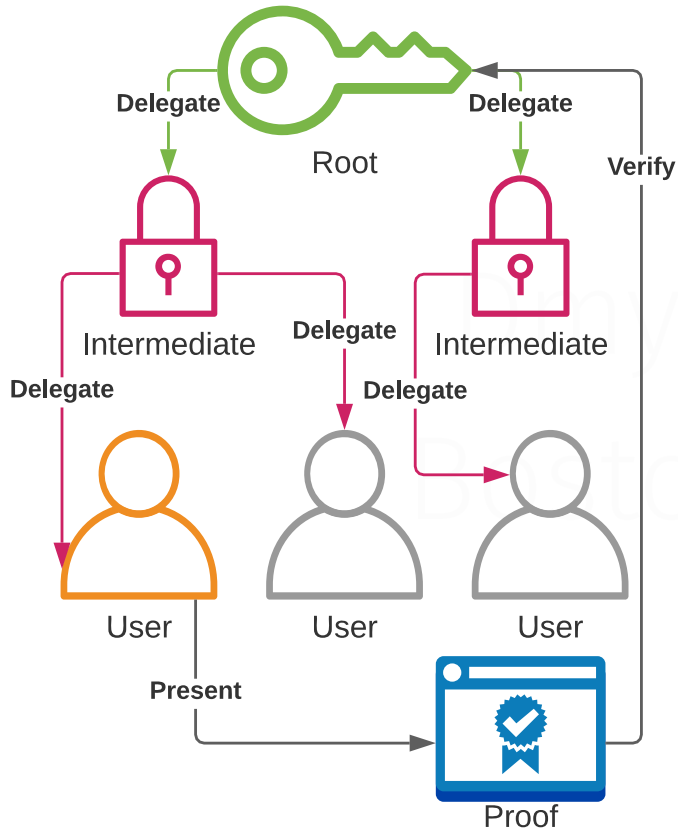 Delegate
Delegate
Root
Verify
Intermediate
Delegate
Intermediate
Delegate
Delegate
User
User
User
Present
Proof